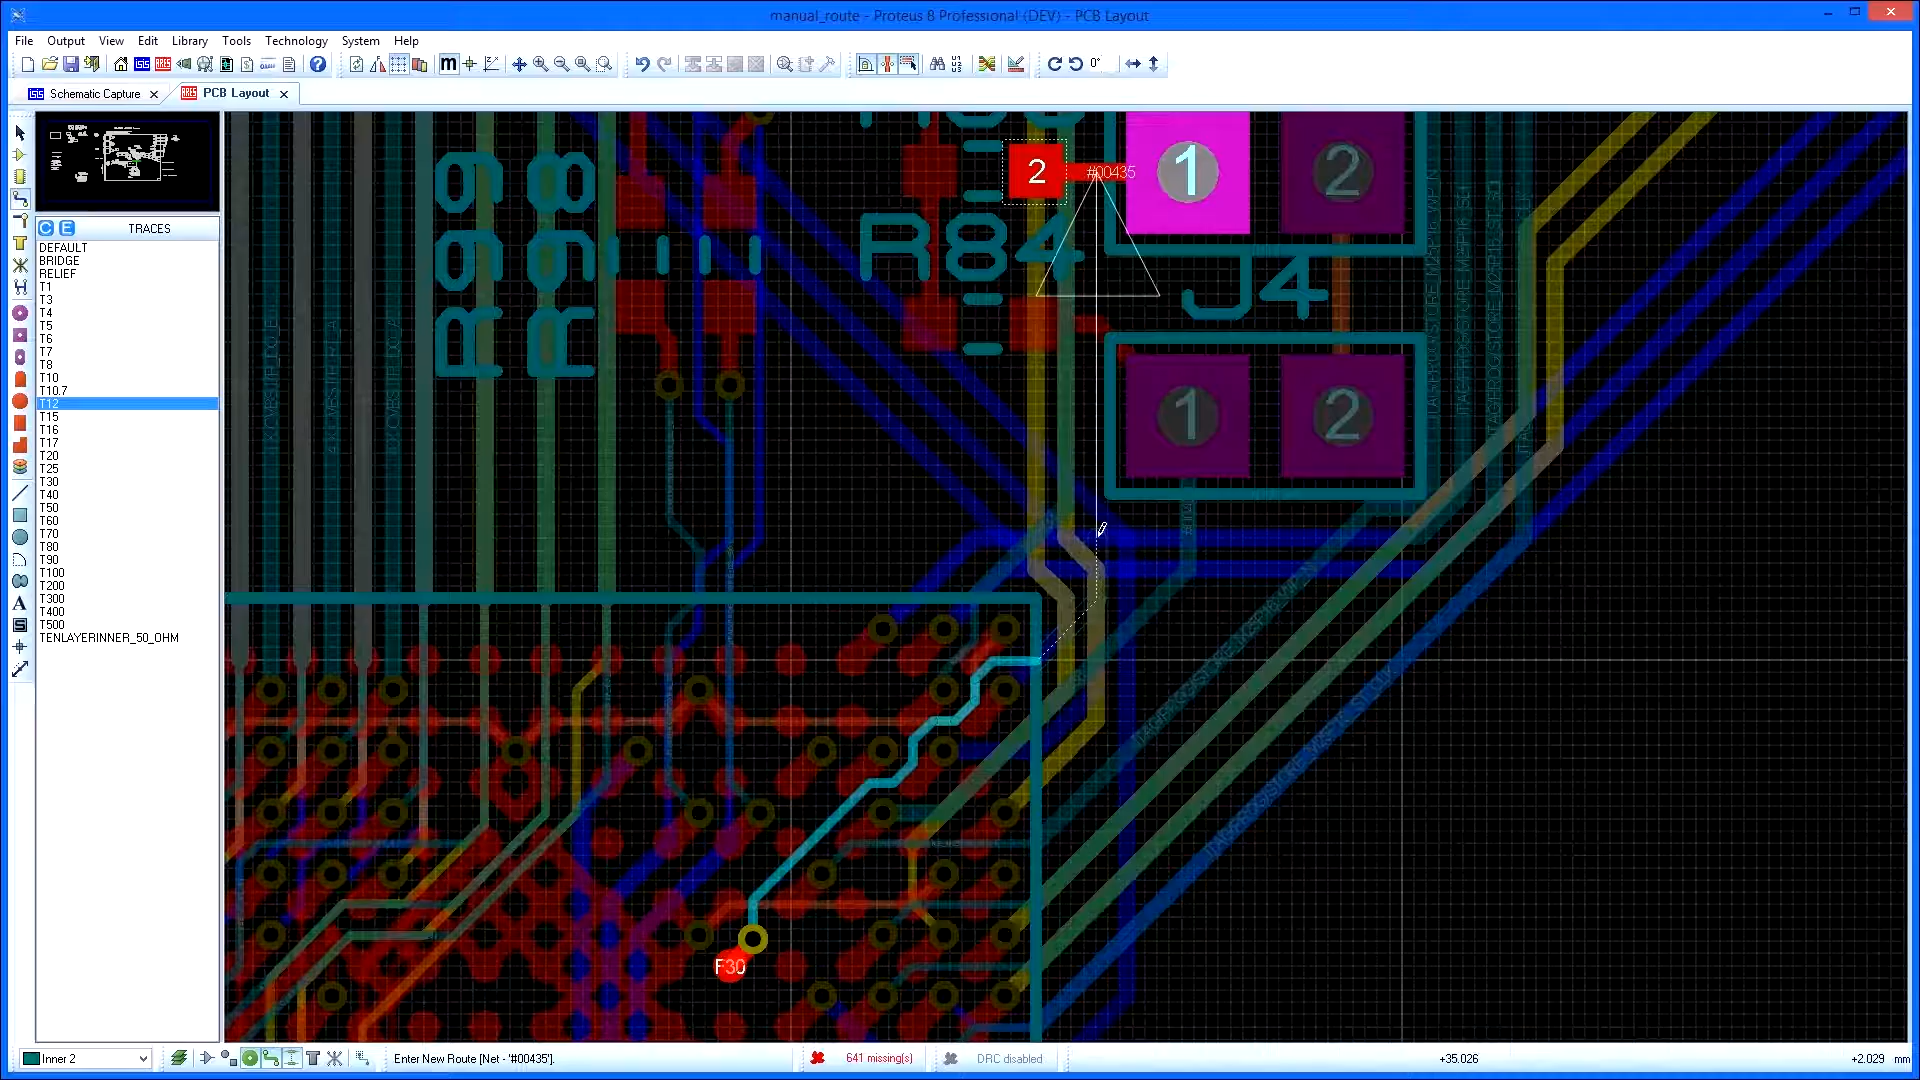 manual_route - Proteus 8 Professional (DEV) - PCB Layout
File Output View Edit Library Tools Technology System Help
0°
Schematic Capture
PCB Layout
TRACES
DEFAULT
BRIDGE
RELIEF
T1
T3
T4
T5
T6
T7
T8
T10
T10.7
T12
T15
T16
T17
T20
T25
T30
T40
T50
T60
T70
T80
T90
T100
T200
T300
T400
T500
TENLAYERINNER_50_OHM
R99
R98
2
#00435
1
2
R84
J4
1
2
F30
Inner 2
Enter New Route [Net - '#00435'].
641 missing(s)
DRC disabled
+35.026
+2.029 mm